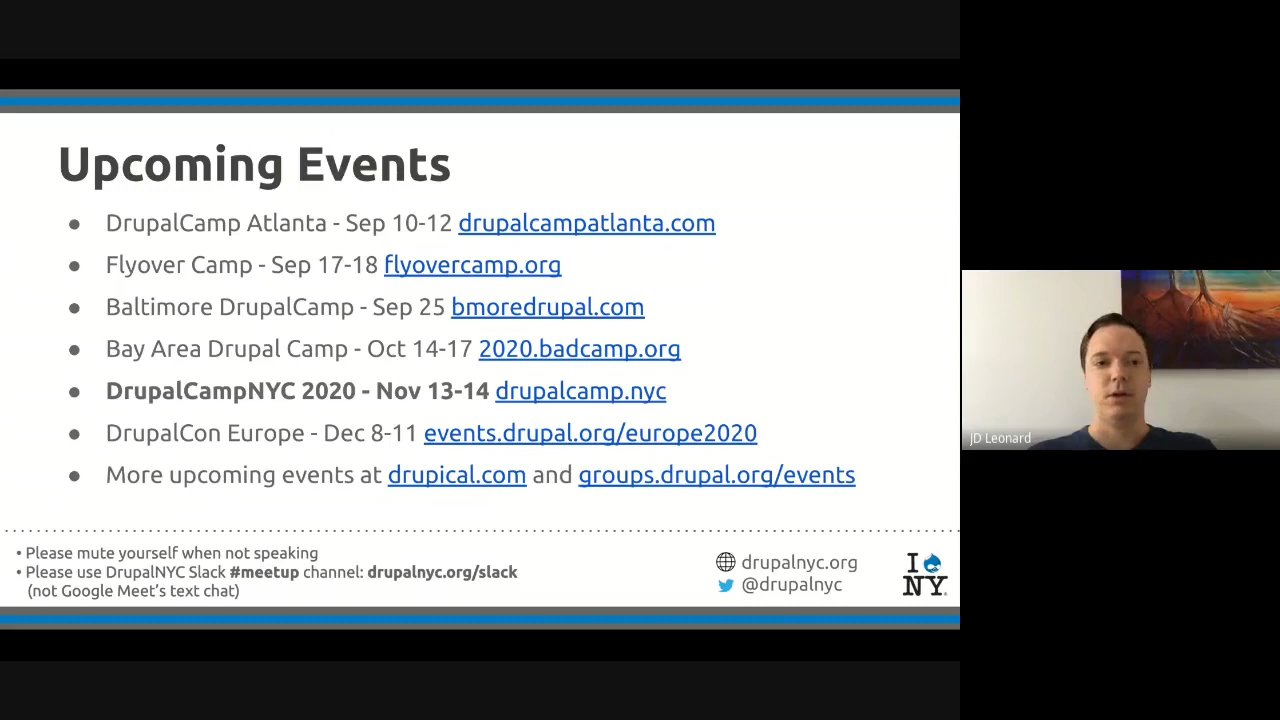 Upcoming Events
● DrupalCamp Atlanta - Sep 10-12 drupalcampatlanta.com
● Flyover Camp - Sep 17-18 flyovercamp.org
● Baltimore DrupalCamp - Sep 25 bmoredrupal.com
● Bay Area Drupal Camp - Oct 14-17 2020.badcamp.org
● DrupalCampNYC 2020 - Nov 13-14 drupalcamp.nyc
● DrupalCon Europe - Dec 8-11 events.drupal.org/europe2020
● More upcoming events at drupical.com and groups.drupal.org/events
• Please mute yourself when not speaking
• Please use DrupalNYC Slack #meetup channel: drupalnyc.org/slack
(not Google Meet's text chat)
drupalnyc.org
@drupalnyc
I
NY.
JD Leonard